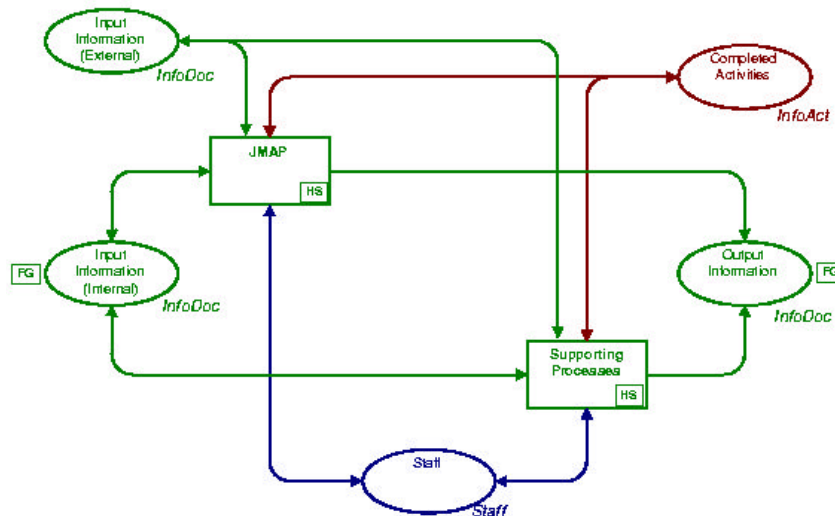 Input
Information
(External)
InfoDoc
Completed
Activities
InfoAct
JMAP
HS
Input
Information
(Internal)
FG
InfoDoc
Output
Information
FG
InfoDoc
Supporting
Processes
HS
Staff
Staff